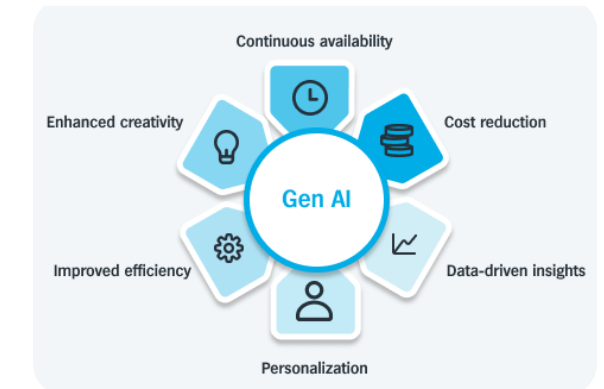 Continuous availability
Enhanced creativity
Cost reduction
Gen AI
Improved efficiency
Data-driven insights
Personalization